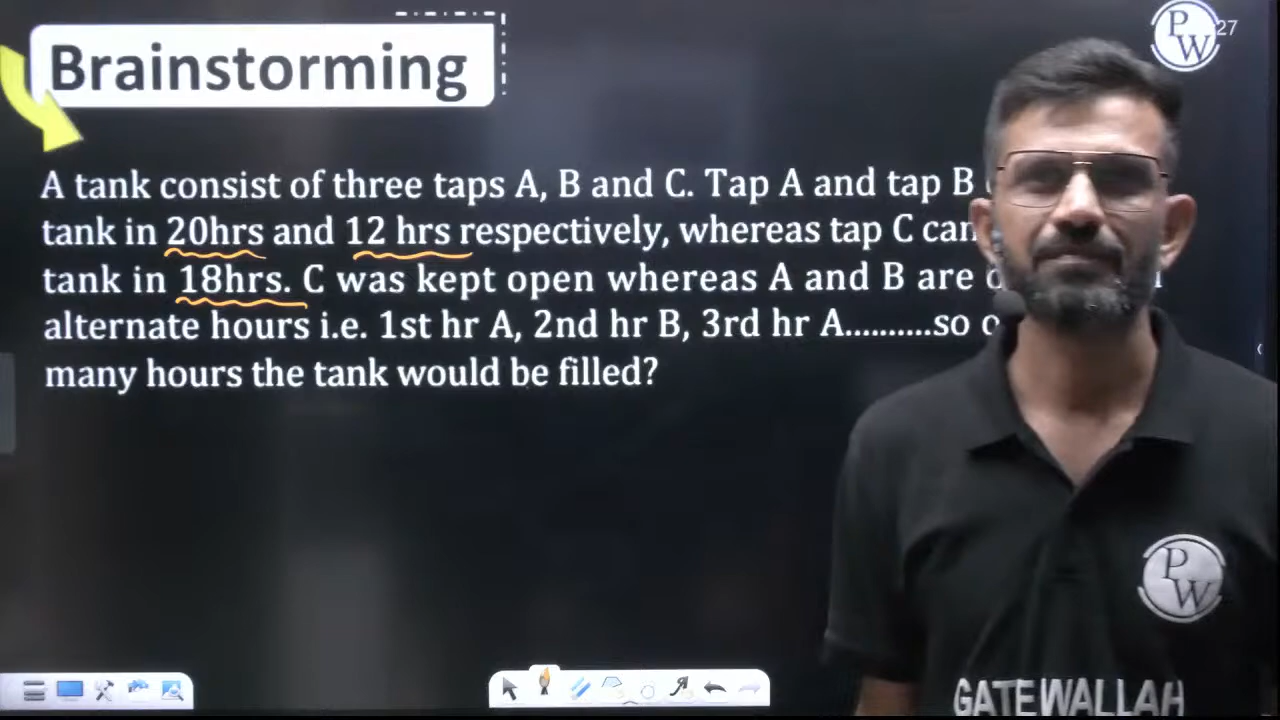 Brainstorming
PW
27
A tank consist of three taps A, B and C. Tap A and tap B
tank in 20hrs and 12 hrs respectively, whereas tap C can
tank in 18hrs. C was kept open whereas A and B are
alternate hours i.e. 1st hr A, 2nd hr B, 3rd hr A..........so
many hours the tank would be filled?
PW
GATEWALLAH